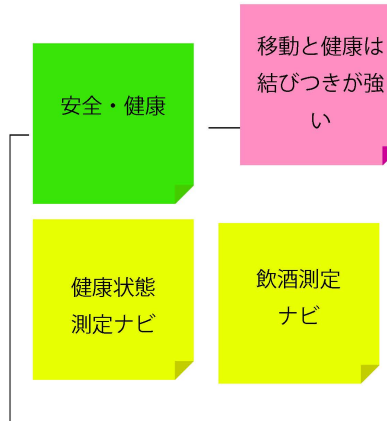 安全・健康
移動と健康は
結びつきが強
い
健康状態
測定ナビ
飲酒測定
ナビ